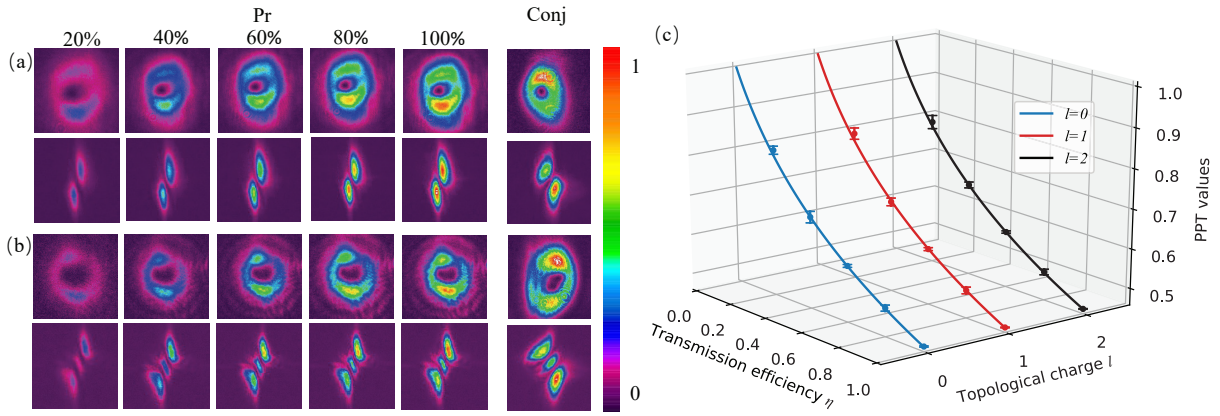 Pr
Conj
20%
40%
60%
80%
100%
(a)
(b)
1
0
(c)
l=0
l=1
l=2
1.0
0.9
0.8
0.7
0.6
0.5
PPT values
0.0
0.2
0.4
0.6
0.8
1.0
Transmission efficiency η
0
1
2
Topological charge l